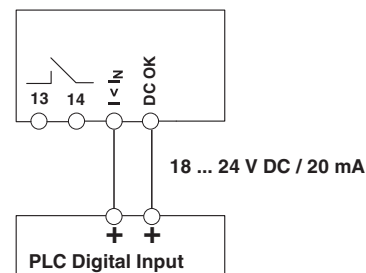 13 14 I < IN DC OK
18 ... 24 V DC / 20 mA
+ +
PLC Digital Input